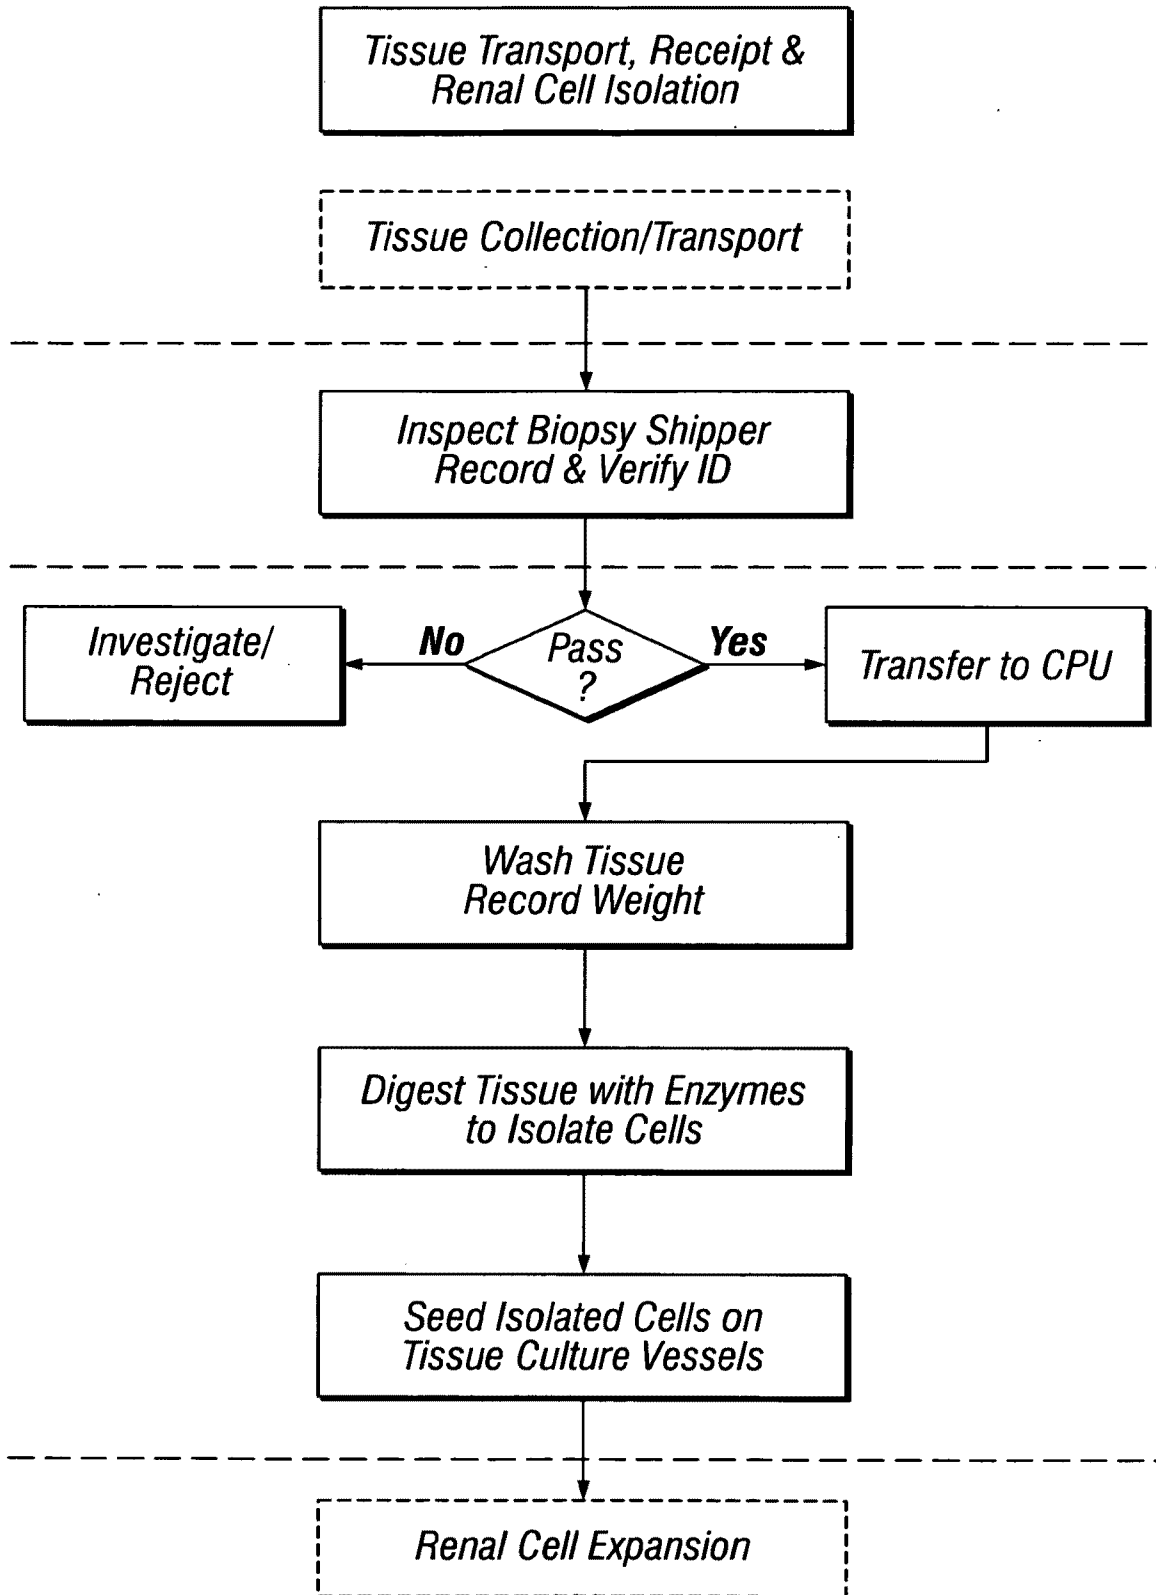 Tissue Transport, Receipt &
Renal Cell Isolation
Tissue Collection/Transport
Inspect Biopsy Shipper
Record & Verify ID
Investigate/
Reject
No
Pass
?
Yes
Transfer to CPU
Wash Tissue
Record Weight
Digest Tissue with Enzymes
to Isolate Cells
Seed Isolated Cells on
Tissue Culture Vessels
Renal Cell Expansion